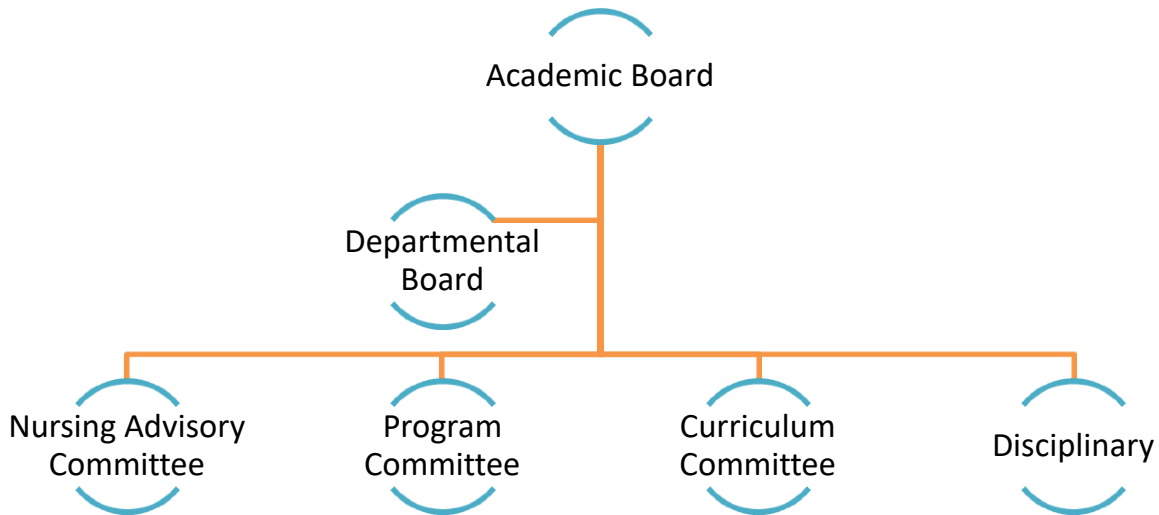 Academic Board
Departmental
Board
Nursing Advisory
Committee
Program
Committee
Curriculum
Committee
Disciplinary